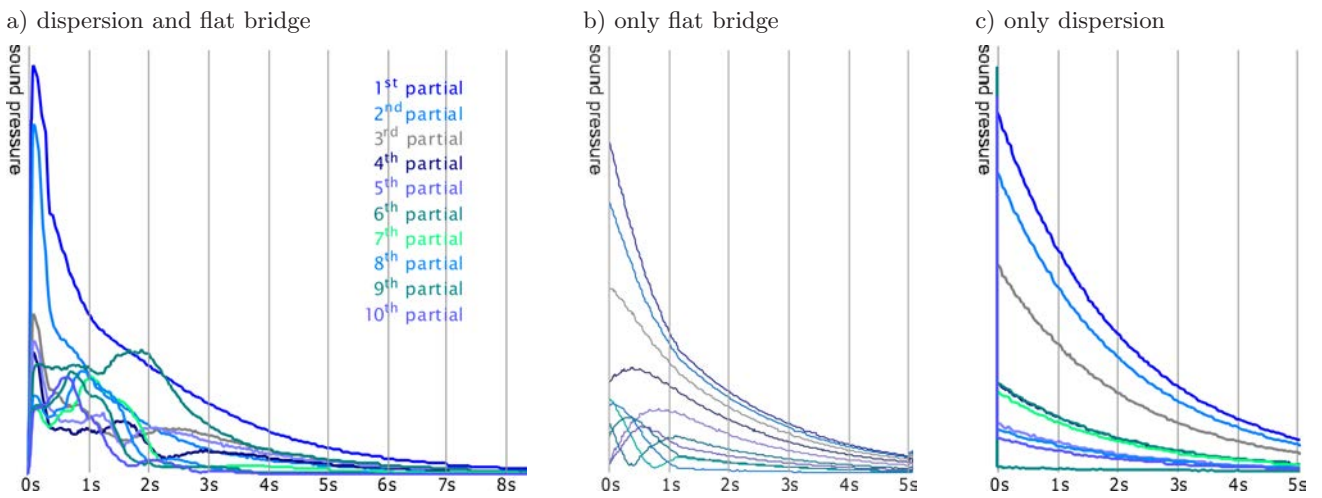 a) dispersion and flat bridge
sound pressure
1st partial
2nd partial
3rd partial
4th partial
5th partial
6th partial
7th partial
8th partial
9th partial
10th partial
0s 1s 2s 3s 4s 5s 6s 7s 8s
b) only flat bridge
sound pressure
0s 1s 2s 3s 4s 5s
c) only dispersion
sound pressure
0s 1s 2s 3s 4s 5s